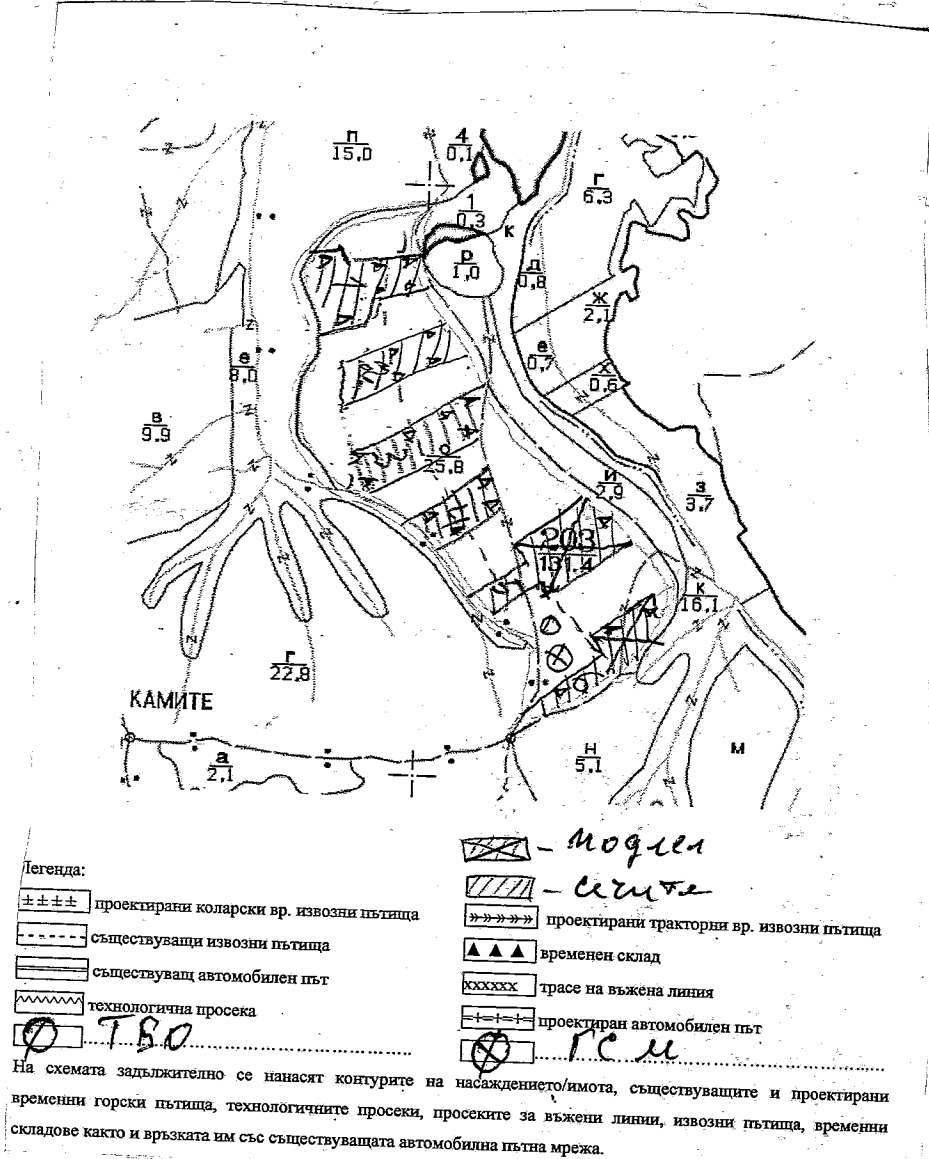 п
15,0
4
0,1
г
6,3
1
0,3
к
р
1,0
д
0,8
ж
2,1
е
8,0
е
0,7
х
0,6
в
9,9
о
25,8
и
2,9
з
3,7
203
131.4
к
16,1
г
22,8
КАМИТЕ
а
2,1
н
5,1
м
Легенда:
±±±± проектирани коларски вр. извозни пътища
------- съществуващи извозни пътища
съществуващ автомобилен път
технологична просека
ТБО
- сечите
»»»»»» проектирани тракторни вр. извозни пътища
▲ ▲ ▲ временен склад
xxxxxx трасе на въжена линия
проектиран автомобилен път
ГСМ
На схемата задължително се нанасят контурите на насаждението/имота, съществуващите и проектирани
временни горски пътища, технологичните просеки, просеките за въжени линии, извозни пътища, временни
складове както и връзката им със съществуващата автомобилна пътна мрежа.